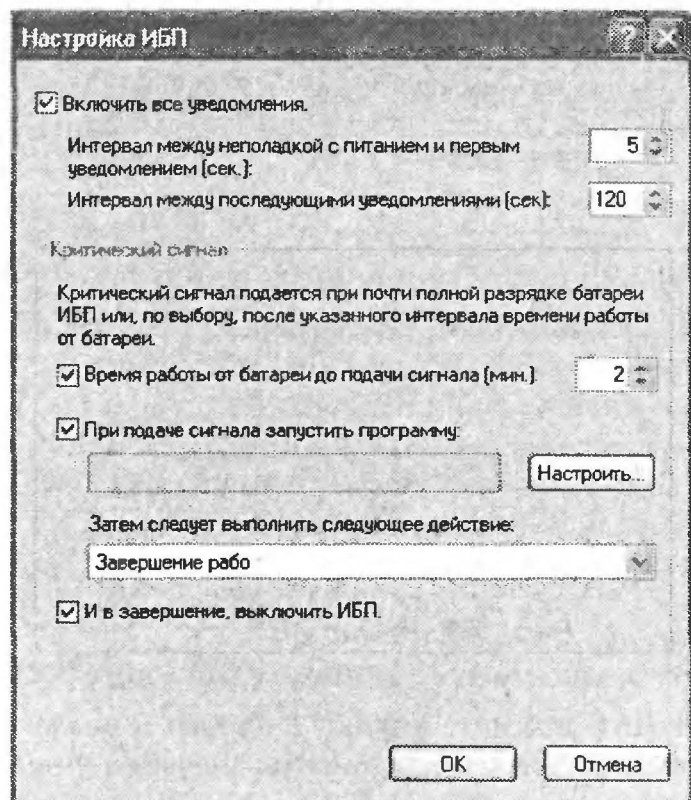 Настройка ИБП
Включить все уведомления.
Интервал между неполадкой с питанием и первым
уведомлением (сек.):
5
Интервал между последующими уведомлениями (сек):
120
Критический сигнал
Критический сигнал подается при почти полной разрядке батареи
ИБП или, по выбору, после указанного интервала времени работы
от батареи.
Время работы от батареи до подачи сигнала (мин.)
2
При подаче сигнала запустить программу:
Настроить...
Затем следует выполнить следующее действие:
Завершение рабо
И в завершение, выключить ИБП.
OK
Отмена